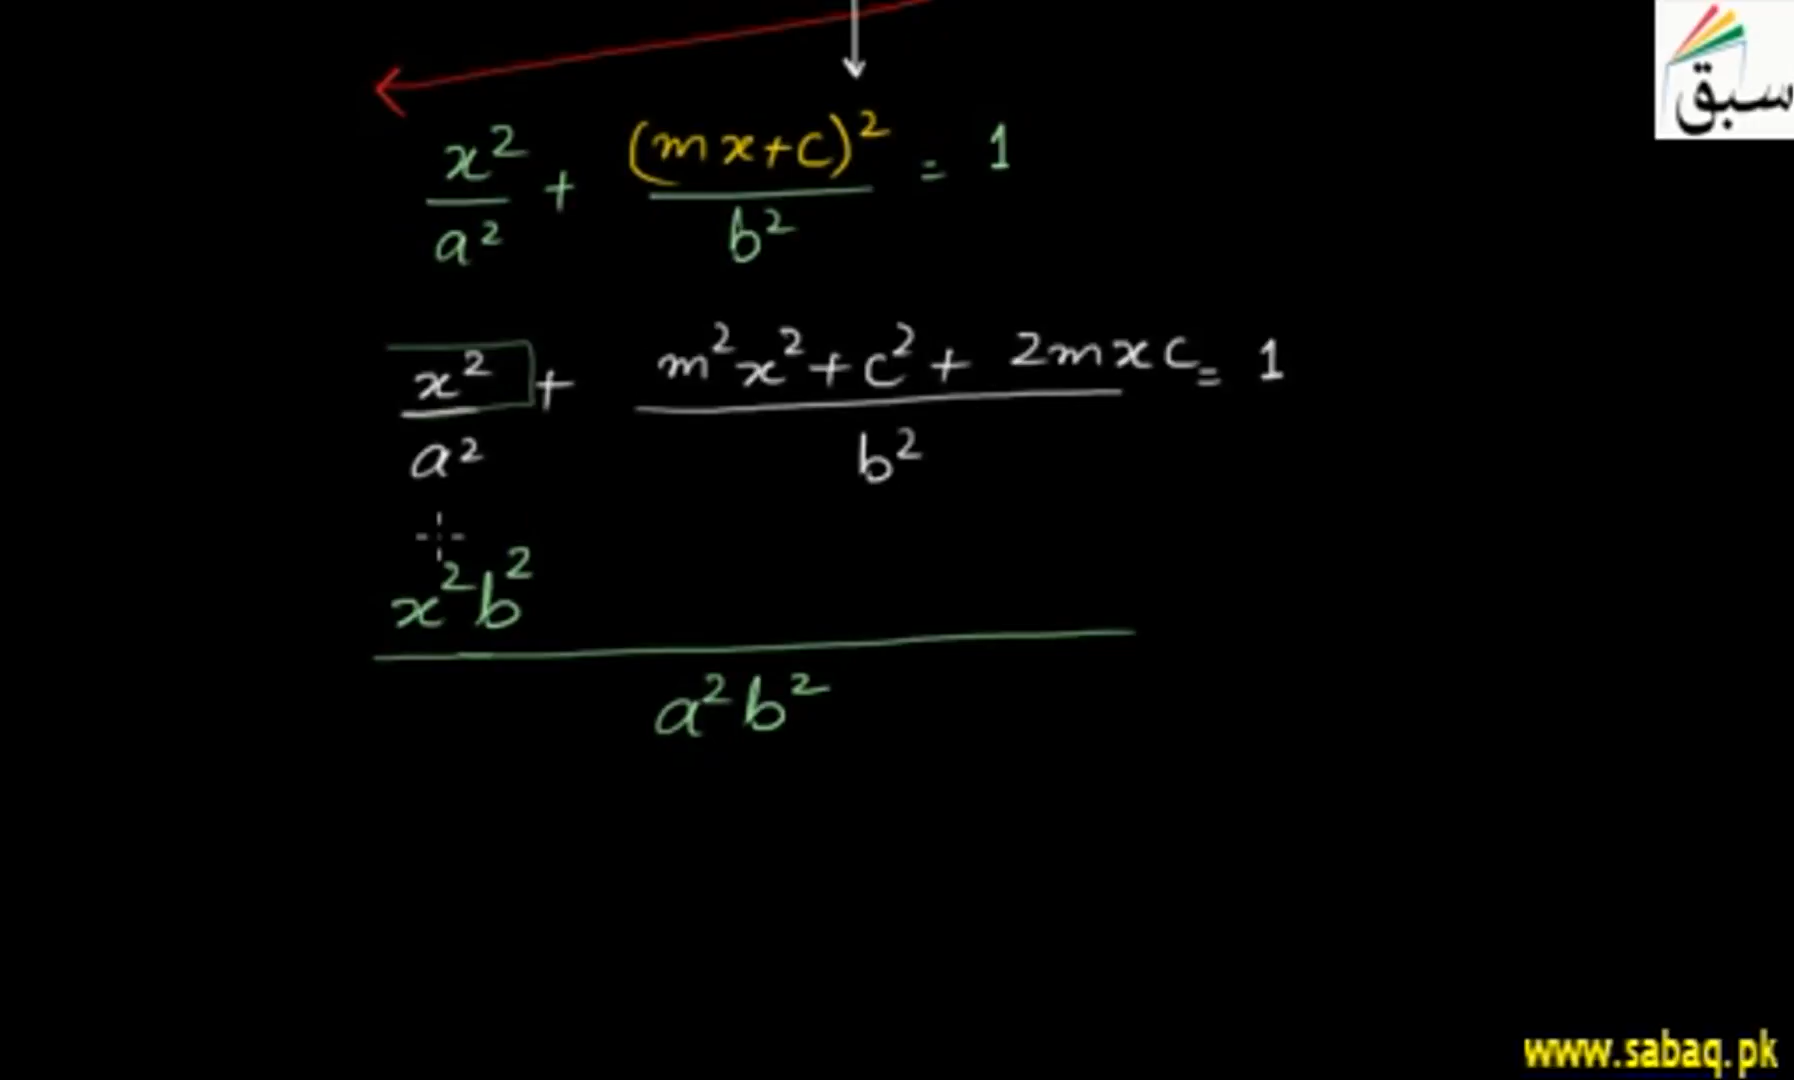 سبق
x²/a² + (mx+c)²/b² = 1
x²/a² + m²x²+c²+ 2mxc/b² = 1
x²b²
a²b²
www.sabaq.pk